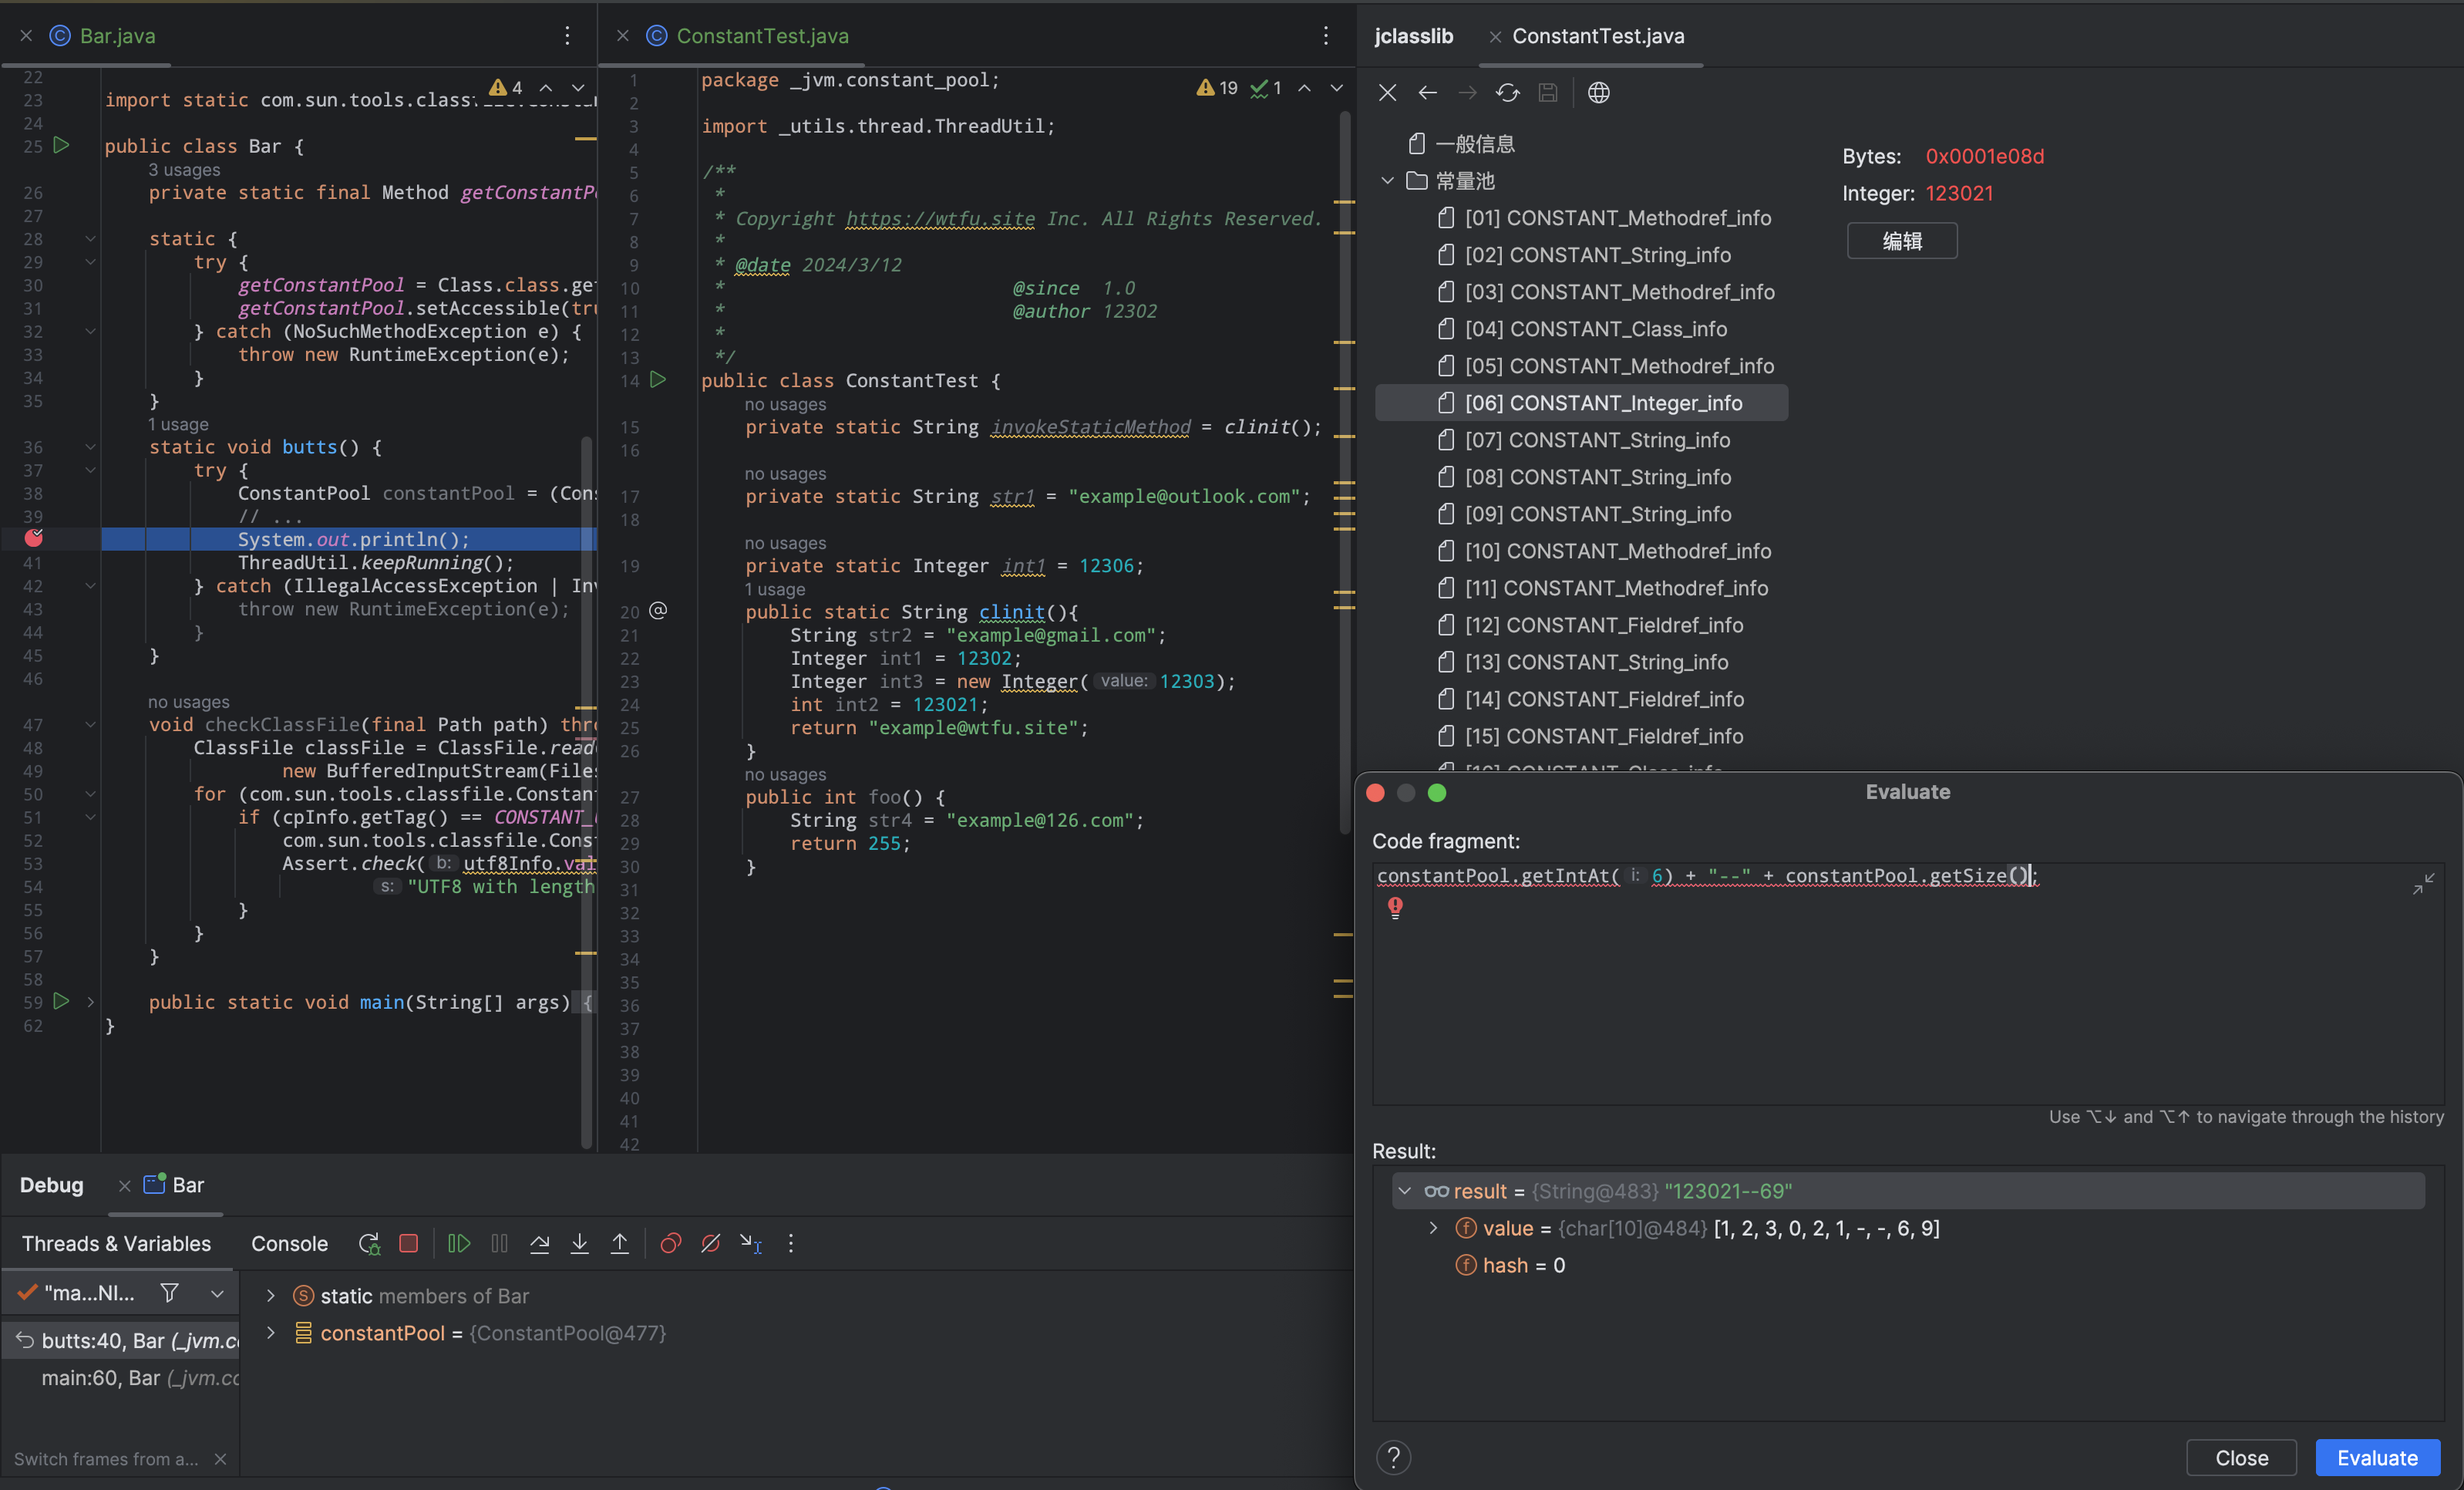 Bar.java
22
23 import static com.sun.tools.class
4
24
25 public class Bar {
3 usages
26 private static final Method getConstantP
27
28 static {
29 try {
30 getConstantPool = Class.class.ge
31 getConstantPool.setAccessible(tr
32 } catch (NoSuchMethodException e) {
33 throw new RuntimeException(e);
34 }
35 }
1 usage
36 static void butts() {
37 try {
38 ConstantPool constantPool = (Con
39 // ...
System.out.println();
41 ThreadUtil.keepRunning();
42 } catch (IllegalAccessException | In
43 throw new RuntimeException(e);
44 }
45 }
46
no usages
47 void checkClassFile(final Path path) thr
48 ClassFile classFile = ClassFile.read
49 new BufferedInputStream(File
50 for (com.sun.tools.classfile.Constan
51 if (cpInfo.getTag() == CONSTANT_
52 com.sun.tools.classfile.Cons
53 Assert.check( b: utf8Info.val
54 s: "UTF8 with length
55 }
56 }
57 }
58
59 public static void main(String[] args) {
62 }
ConstantTest.java
1 package _jvm.constant_pool;
19 1
2
3 import _utils.thread.ThreadUtil;
4
5 /**
6 *
7 * Copyright https://wtfu.site Inc. All Rights Reserved.
8 *
9 * @date 2024/3/12
10 * @since 1.0
11 * @author 12302
12 *
13 */
14 public class ConstantTest {
no usages
15 private static String invokeStaticMethod = clinit();
16
no usages
17 private static String str1 = "example@outlook.com";
18
no usages
19 private static Integer int1 = 12306;
1 usage
20 @ public static String clinit(){
21 String str2 = "example@gmail.com";
22 Integer int1 = 12302;
23 Integer int3 = new Integer( value: 12303);
24 int int2 = 123021;
25 return "example@wtfu.site";
26 }
no usages
27 public int foo() {
28 String str4 = "example@126.com";
29 return 255;
30 }
31
32
33
34
35
36
37
38
39
40
41
42
jclasslib
ConstantTest.java
一般信息
常量池
[01] CONSTANT_Methodref_info
[02] CONSTANT_String_info
[03] CONSTANT_Methodref_info
[04] CONSTANT_Class_info
[05] CONSTANT_Methodref_info
[06] CONSTANT_Integer_info
[07] CONSTANT_String_info
[08] CONSTANT_String_info
[09] CONSTANT_String_info
[10] CONSTANT_Methodref_info
[11] CONSTANT_Methodref_info
[12] CONSTANT_Fieldref_info
[13] CONSTANT_String_info
[14] CONSTANT_Fieldref_info
[15] CONSTANT_Fieldref_info
Bytes: 0x0001e08d
Integer: 123021
编辑
Evaluate
Code fragment:
constantPool.getIntAt( i: 6) + "--" + constantPool.getSize();
Use ⌥↓ and ⌥↑ to navigate through the history
Result:
result = {String@483} "123021--69"
value = {char[10]@484} [1, 2, 3, 0, 2, 1, -, -, 6, 9]
hash = 0
?
Close
Evaluate
Debug
Bar
Threads & Variables
Console
"ma...NI...
butts:40, Bar (_jvm.c
main:60, Bar (_jvm.co
Switch frames from a...
static members of Bar
constantPool = {ConstantPool@477}